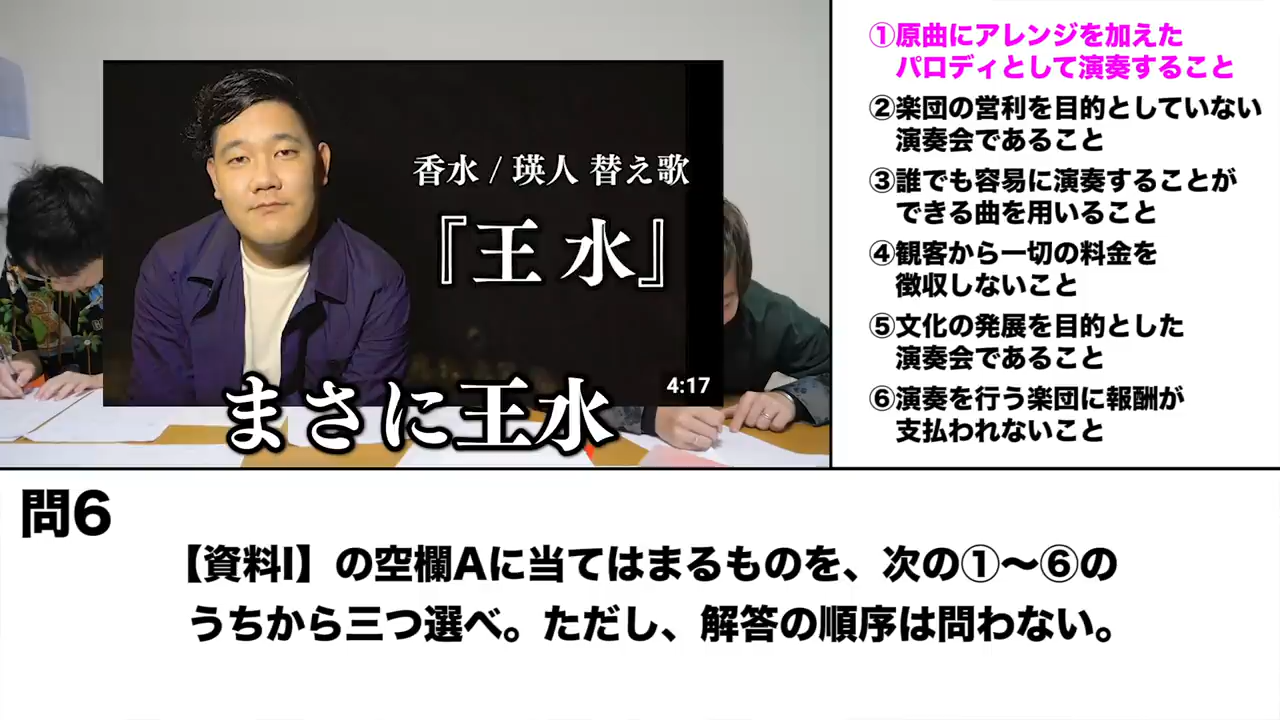 香水 / 瑛人 替え歌
『王水』
4:17
まさに王水
①原曲にアレンジを加えた
パロディとして演奏すること
②楽団の営利を目的としていない
演奏会であること
③誰でも容易に演奏することが
できる曲を用いること
④観客から一切の料金を
徴収しないこと
⑤文化の発展を目的とした
演奏会であること
⑥演奏を行う楽団に報酬が
支払われないこと
問6
【資料Ⅰ】の空欄Aに当てはまるものを、次の①〜⑥の
うちから三つ選べ。ただし、解答の順序は問わない。